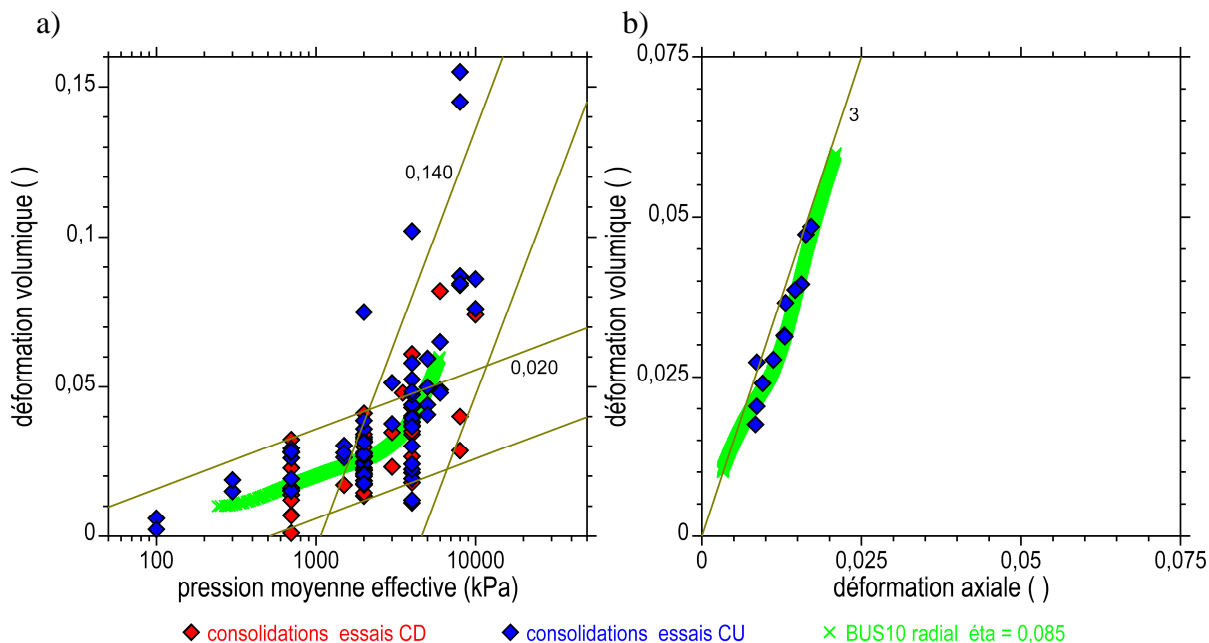 a)
b)
déformation volumique ( )
0,15
0,1
0,05
0
0,140
0,020
100
1000
10000
pression moyenne effective (kPa)
déformation volumique ( )
0,075
0,05
0,025
0
3
0
0,025
0,05
0,075
déformation axiale ( )
consolidations essais CD
consolidations essais CU
BUS10 radial éta = 0,085